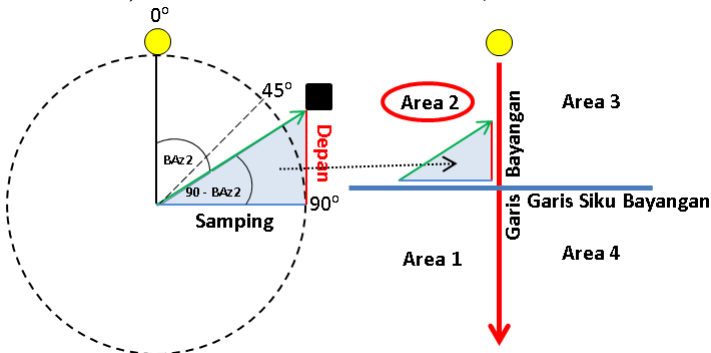 0°
45°
BAz2
90 - BAz2
Depan
90°
Samping
Area 2
Area 3
Garis Bayangan
Garis Siku Bayangan
Area 1
Area 4